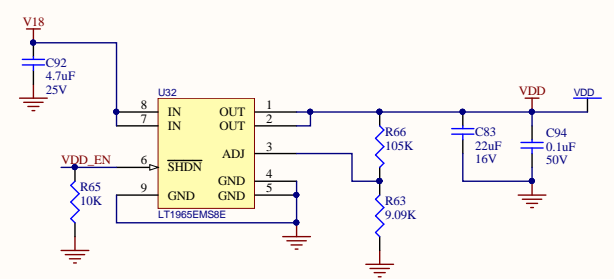 V18
C92
4.7uF
25V
U32
8 IN OUT 1
7 IN OUT 2
ADJ 3
VDD_EN 6 SHDN
GND 4
9 GND GND 5
LT1965EMS8E
R65
10K
R66
105K
R63
9.09K
C83
22uF
16V
VDD
VDD
C94
0.1uF
50V